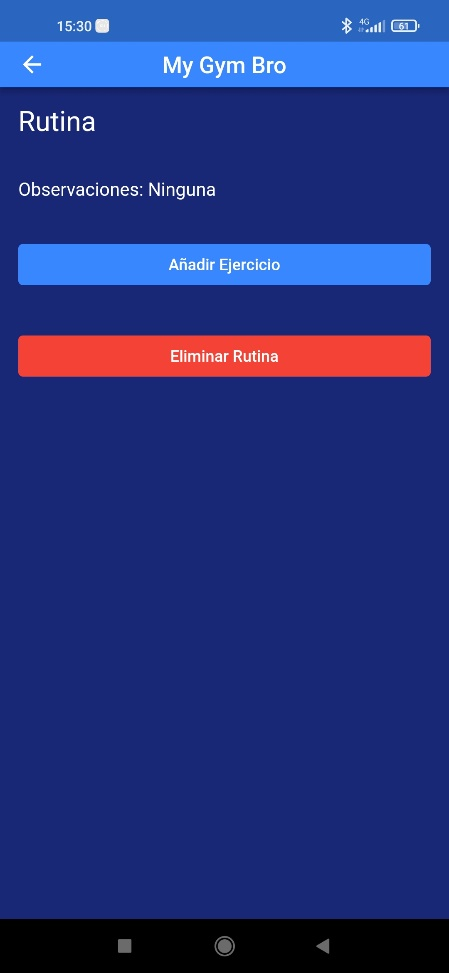 15:30
4G
61
My Gym Bro
Rutina
Observaciones: Ninguna
Añadir Ejercicio
Eliminar Rutina